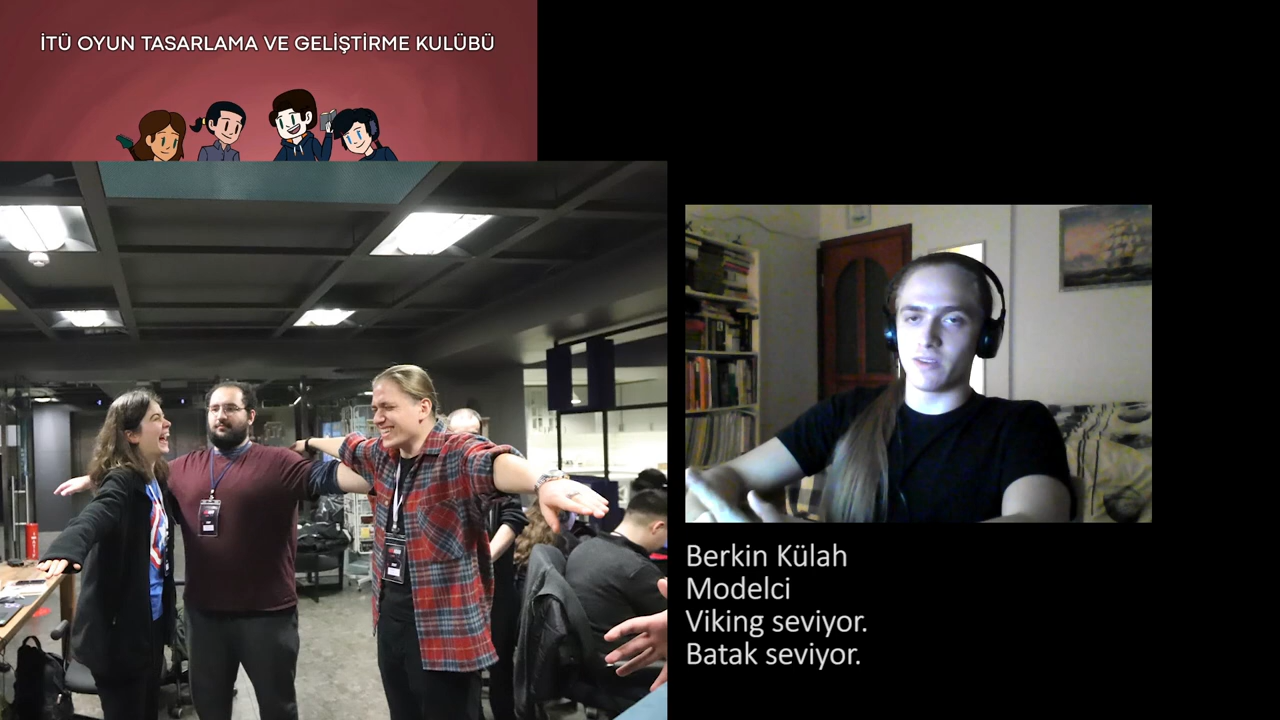 İTÜ OYUN TASARLAMA VE GELİŞTİRME KULÜBÜ
Berkin Külah
Modelci
Viking seviyor.
Batak seviyor.